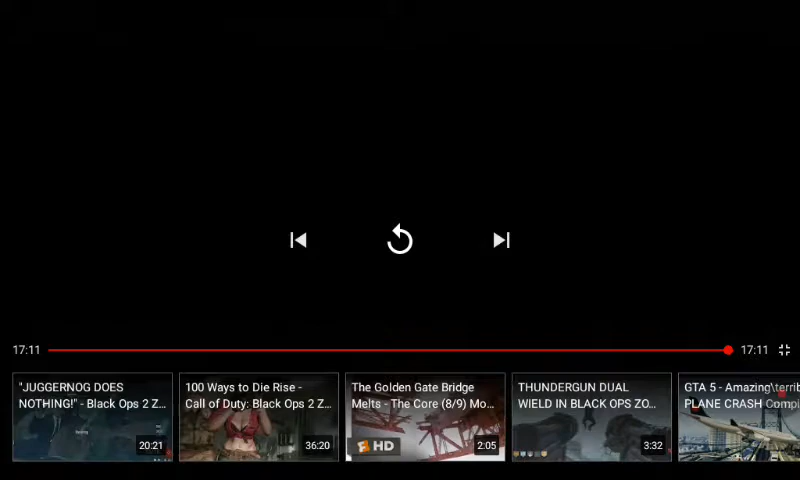 17:11
17:11
"JUGGERNOG DOES
NOTHING!" - Black Ops 2 Z...
20:21
100 Ways to Die Rise -
Call of Duty: Black Ops 2 Z...
36:20
The Golden Gate Bridge
Melts - The Core (8/9) Mo...
HD
2:05
THUNDERGUN DUAL
WIELD IN BLACK OPS ZO...
3:32
GTA 5 - Amazing\terrib
PLANE CRASH Compi